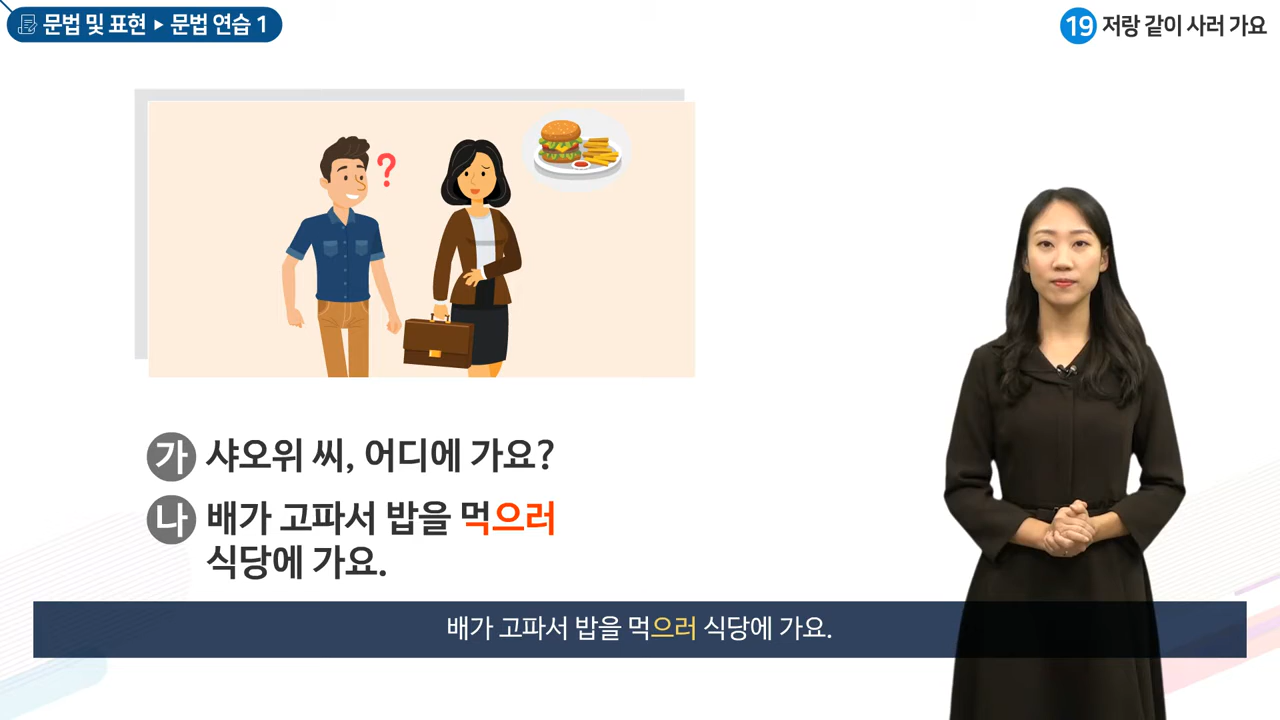 문법 및 표현 ▶ 문법 연습 1
19 저랑 같이 사러 가요
?
가 샤오위 씨, 어디에 가요?
나 배가 고파서 밥을 먹으러
식당에 가요.
배가 고파서 밥을 먹으러 식당에 가요.